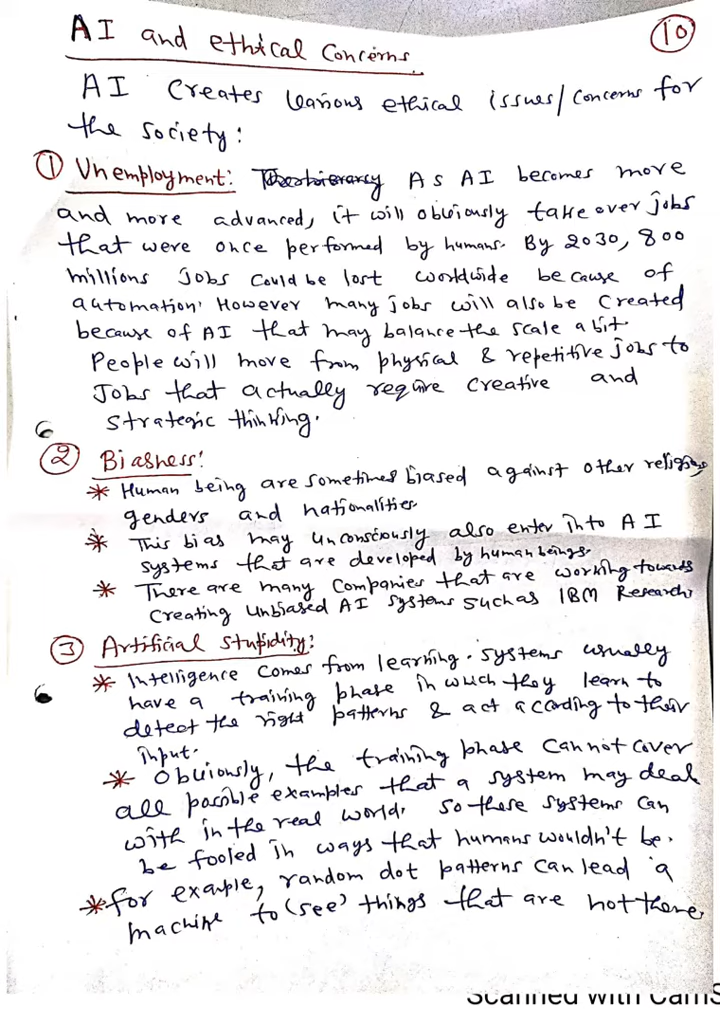 AI and ethical Concerns
10
AI Creates various ethical issues/concerns for
the society:
① Unemployment: As AI becomes more
and more advanced, it will obviously take over jobs
that were once performed by humans. By 2030, 800
millions jobs could be lost worldwide because of
automation. However many jobs will also be created
because of AI that may balance the scale a bit.
People will move from physical & repetitive jobs to
Jobs that actually require creative and
strategic thinking.
② Biasness:
* Human being are sometimes biased against other religions
genders and nationalities.
* This bias may unconsciously also enter into AI
systems that are developed by human beings.
* There are many Companies that are working towards
creating unbiased AI systems such as IBM Research
③ Artificial Stupidity:
* Intelligence comes from learning. systems usually
have a training phase in which they learn to
detect the right patterns & act according to their
input.
* Obviously, the training phase cannot cover
all possible examples that a system may deal
with in the real world. so these systems can
be fooled in ways that humans wouldn't be.
* for example, random dot patterns can lead a
machine to (see) things that are not there.
Scanned with CamS